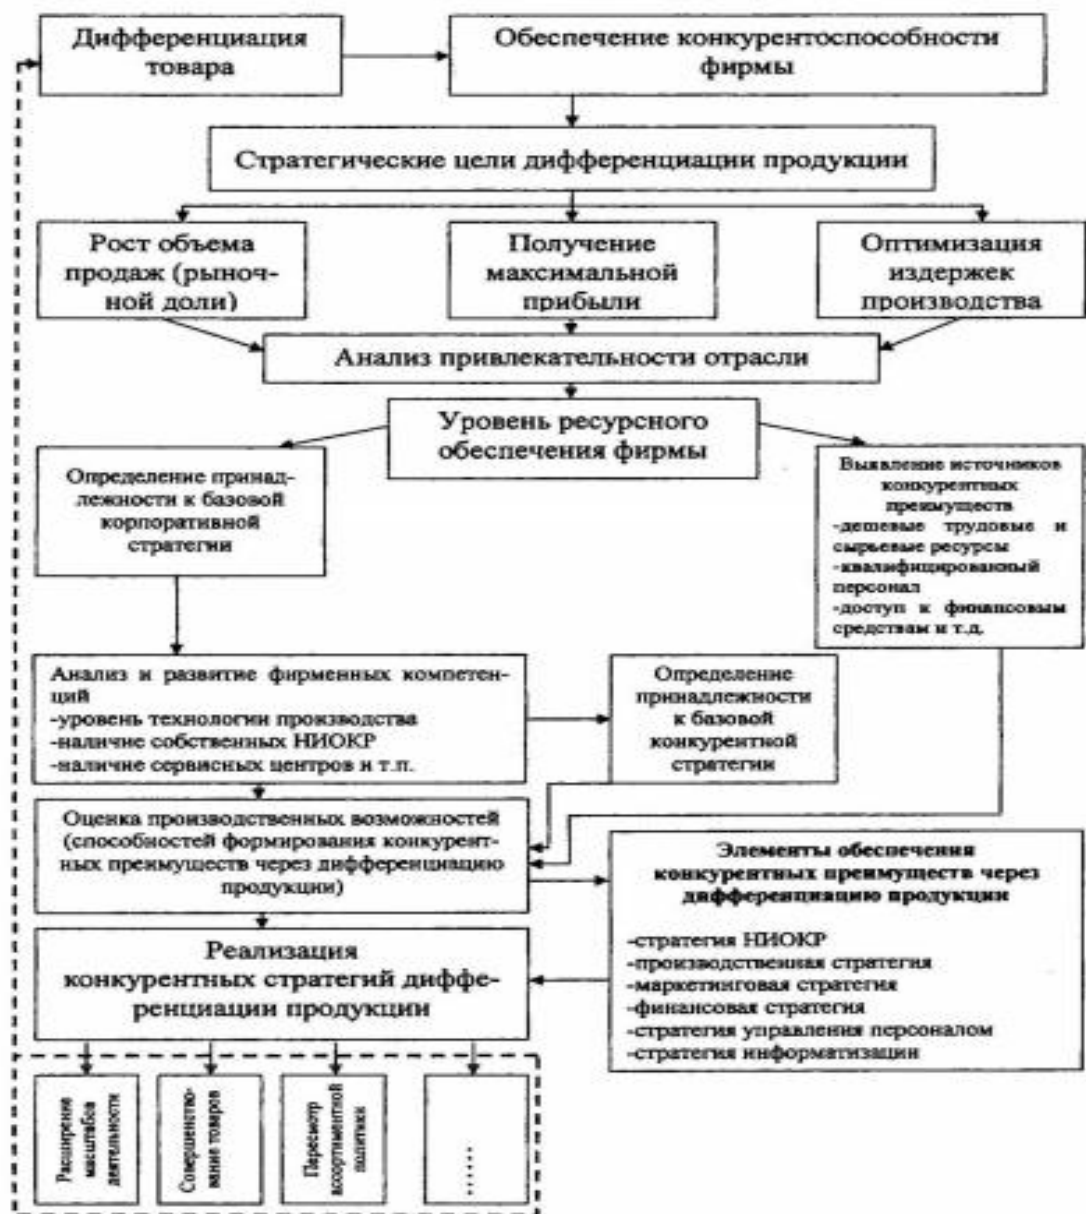 Дифференциация
товара
Обеспечение конкурентоспособности
фирмы
Стратегические цели дифференциации продукции
Рост объема
продаж (рыноч-
ной доли)
Получение
максимальной
прибыли
Оптимизация
издержек
производства
Анализ привлекательности отрасли
Уровень ресурсного
обеспечения фирмы
Определение принад-
лежности к базовой
корпоративной
стратегии
Выявление источников
конкурентных
преимуществ
-дешевые трудовые и
сырьевые ресурсы
-квалифицированный
персонал
-доступ к финансовым
средствам и т.д.
Анализ и развитие фирменных компетен-
ций
-уровень технологии производства
-наличие собственных НИОКР
-наличие сервисных центров и т.п.
Определение
принадлежности
к базовой
конкурентной
стратегии
Оценка производственных возможностей
(способностей формирования конкурент-
ных преимуществ через дифференциацию
продукции)
Элементы обеспечения
конкурентных преимуществ через
дифференциацию продукции
-стратегия НИОКР
-производственная стратегия
-маркетинговая стратегия
-финансовая стратегия
-стратегия управления персоналом
-стратегия информатизации
Реализация
конкурентных стратегий диффе-
ренциации продукции
Расширение
масштабов
деятельности
Совершенство-
вание товаров
Пересмотр
ассортиментной
политики
......